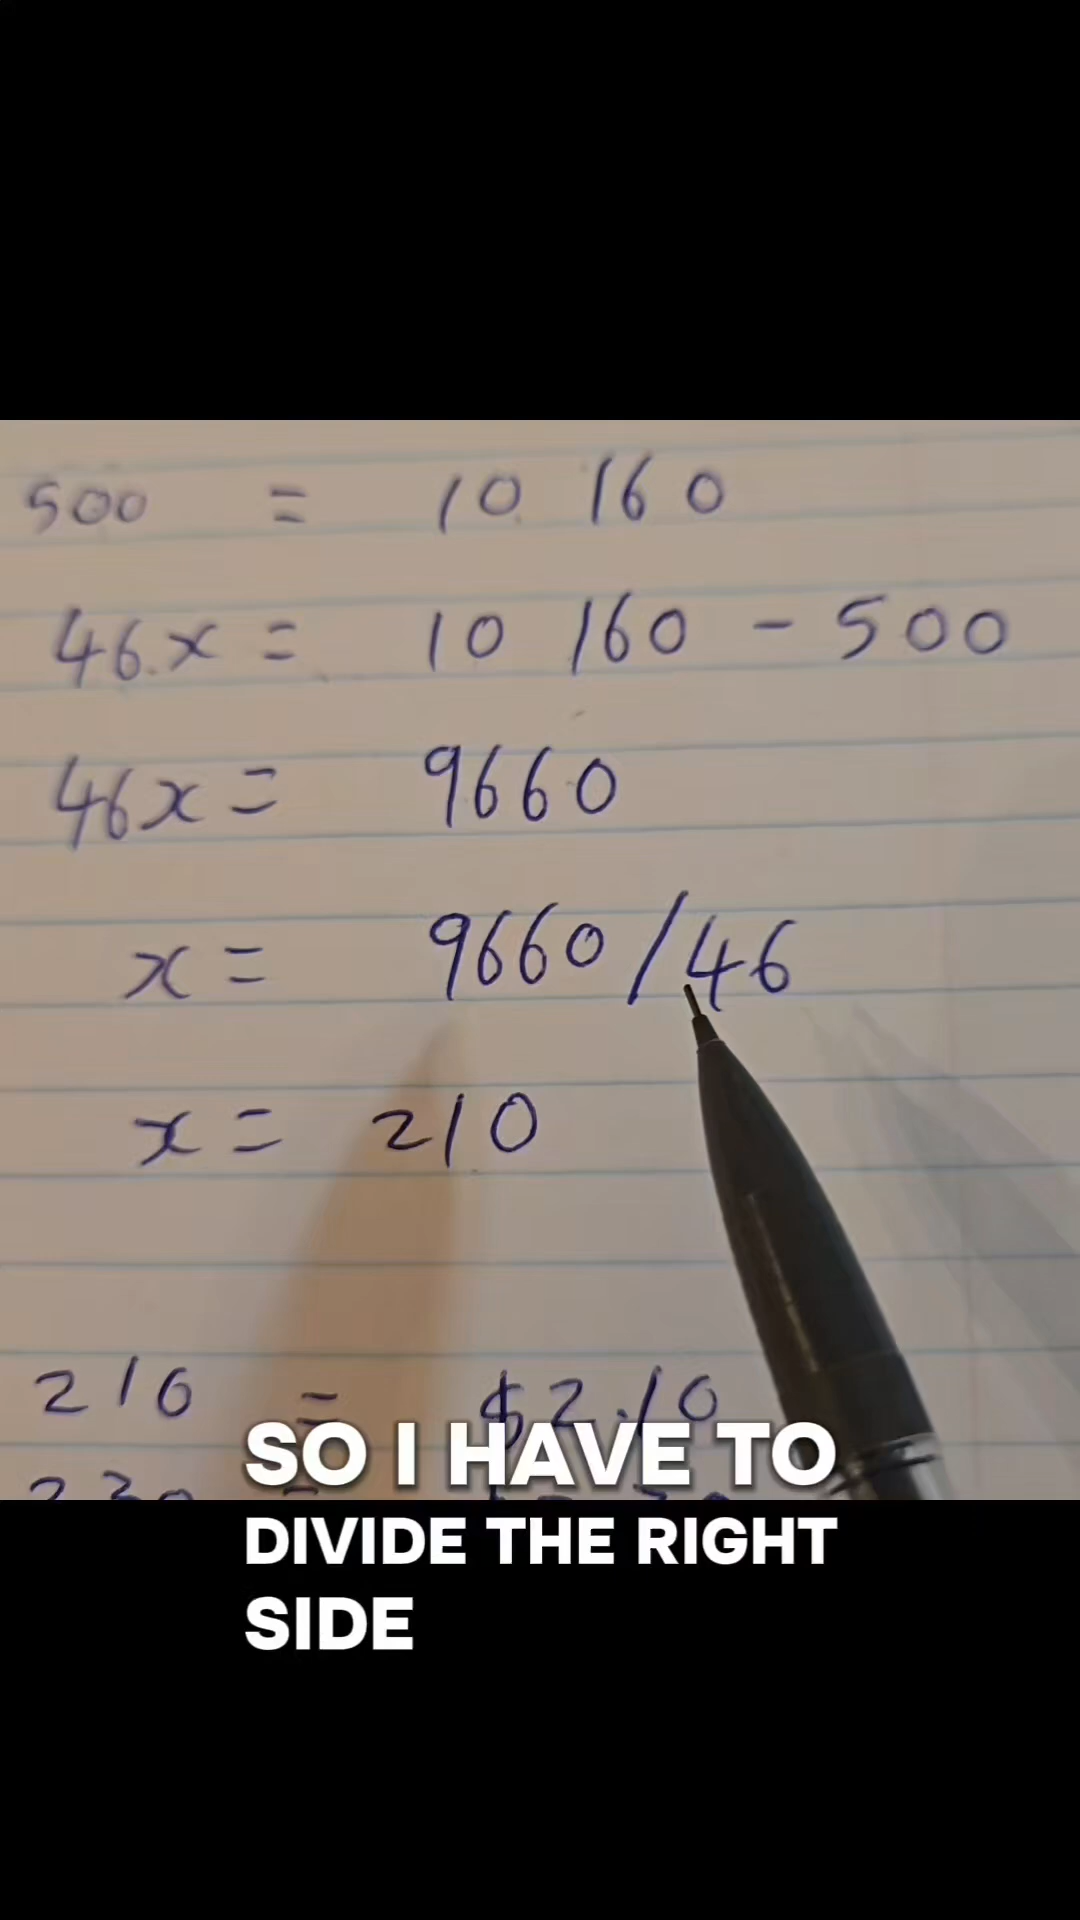 500 = 10 160
46x = 10 160 - 500
46x = 9660
x = 9660/46
x = 210
210 = $2.10
SO I HAVE TO
DIVIDE THE RIGHT
SIDE